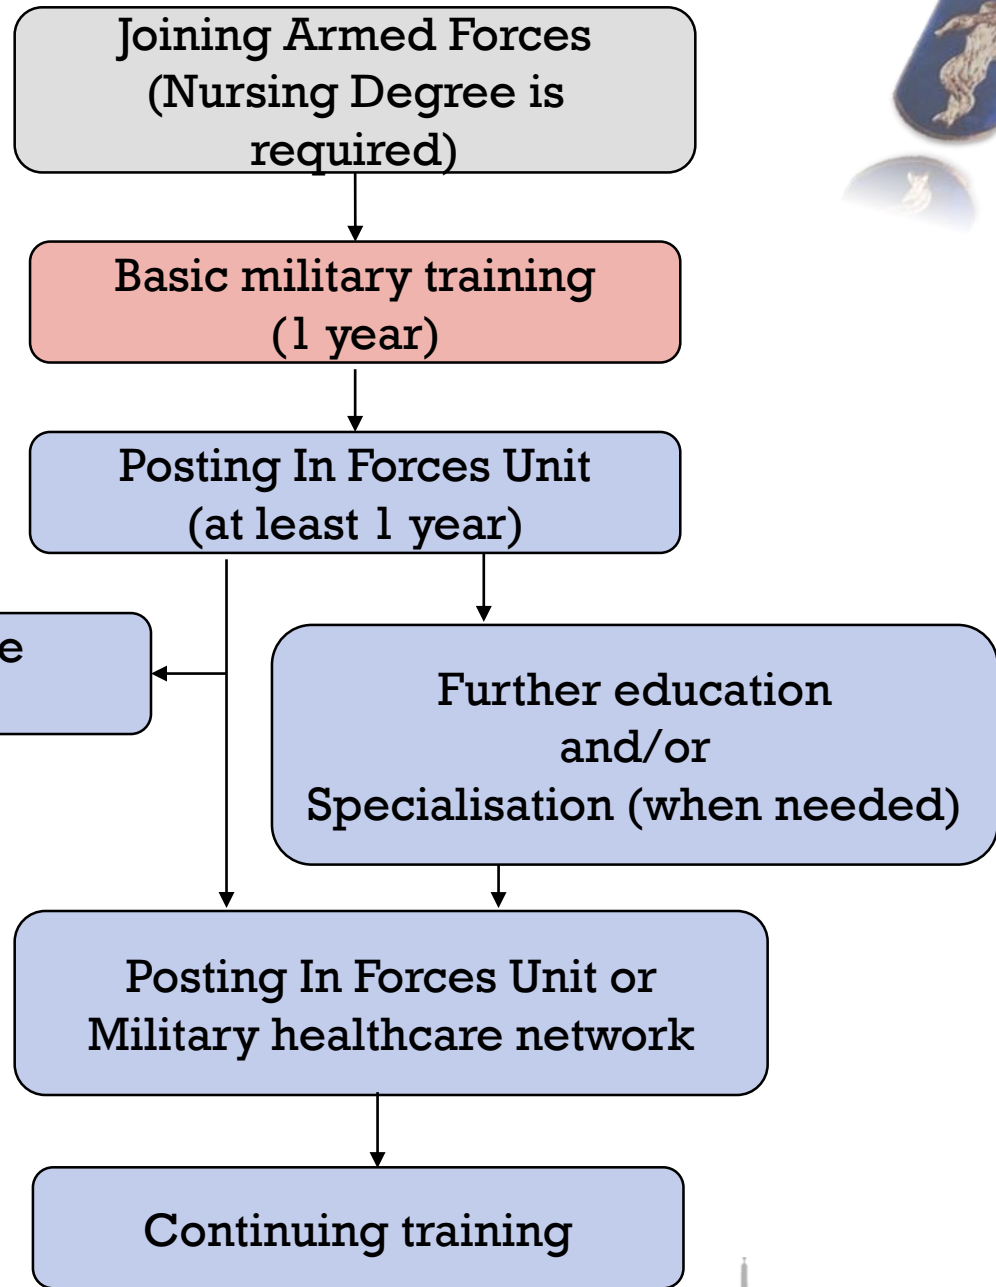 Joining Armed Forces
(Nursing Degree is
required)
Basic military training
(1 year)
Posting In Forces Unit
(at least 1 year)
Further education
and/or
Specialisation (when needed)
Posting In Forces Unit or
Military healthcare network
Continuing training